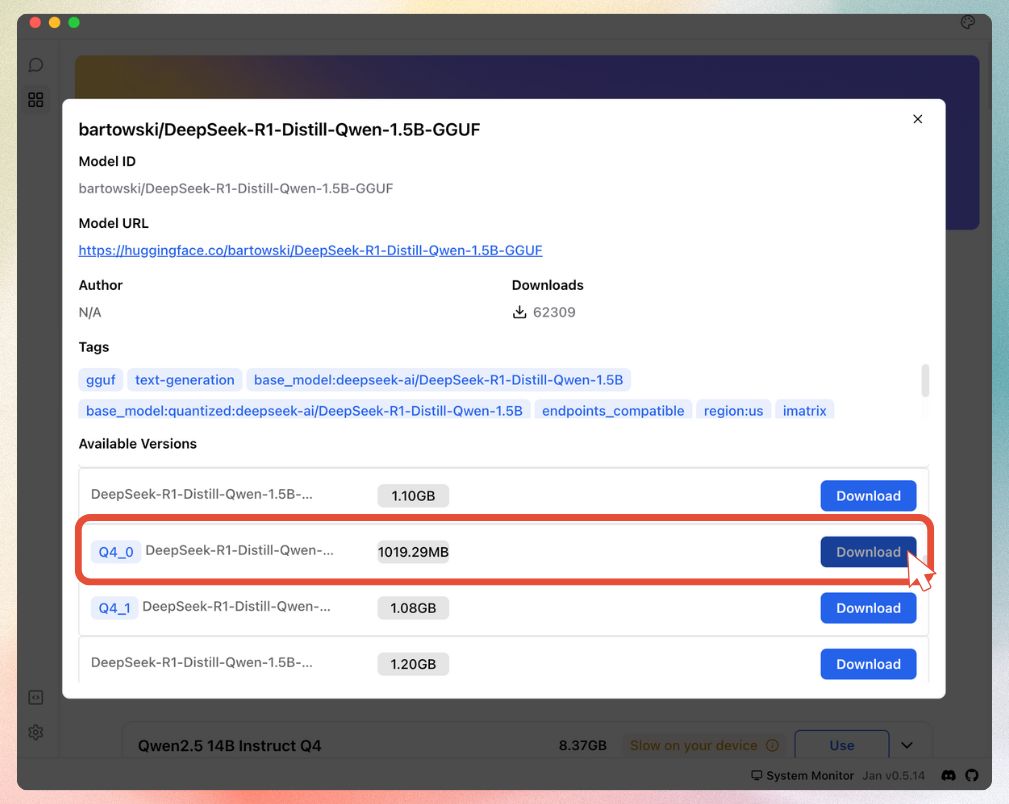 bartowski/DeepSeek-R1-Distill-Qwen-1.5B-GGUF
Model ID
bartowski/DeepSeek-R1-Distill-Qwen-1.5B-GGUF
Model URL
https://huggingface.co/bartowski/DeepSeek-R1-Distill-Qwen-1.5B-GGUF
Author Downloads
N/A 62309
Tags
gguf text-generation base_model:deepseek-ai/DeepSeek-R1-Distill-Qwen-1.5B
base_model:quantized:deepseek-ai/DeepSeek-R1-Distill-Qwen-1.5B endpoints_compatible region:us imatrix
Available Versions
DeepSeek-R1-Distill-Qwen-1.5B-... 1.10GB Download
Q4_0 DeepSeek-R1-Distill-Qwen-... 1019.29MB Download
Q4_1 DeepSeek-R1-Distill-Qwen-... 1.08GB Download
DeepSeek-R1-Distill-Qwen-1.5B-... 1.20GB Download
Qwen2.5 14B Instruct Q4 8.37GB Slow on your device Use
System Monitor Jan v0.5.14